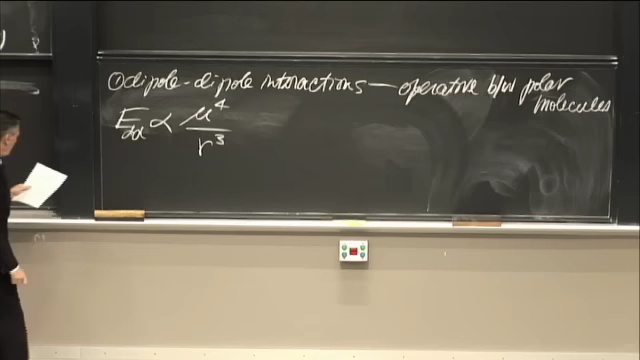 ① dipole-dipole interactions — operative b/w polar
molecules
E_dd ∝ μ⁴/r³